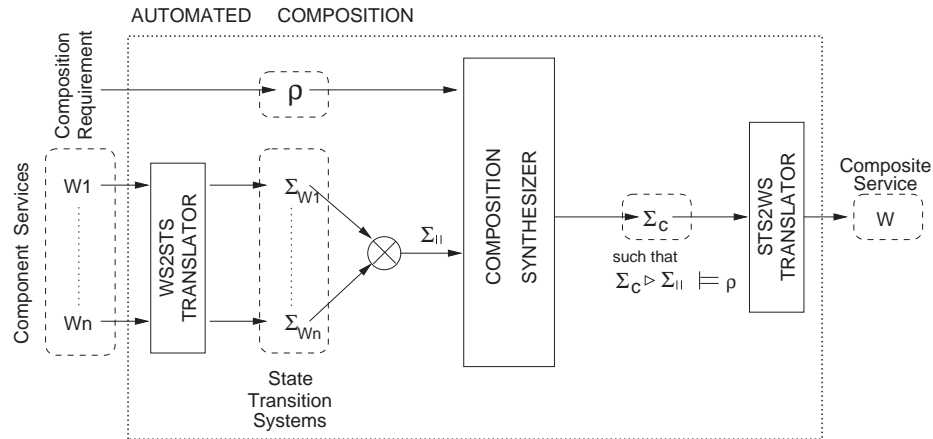 AUTOMATED COMPOSITION
Composition
Requirement
ρ
Component Services
W1
Wn
WS2STS
TRANSLATOR
Σ_W1
Σ_Wn
State
Transition
Systems
Σ_||
COMPOSITION
SYNTHESIZER
Σ_c
such that
Σ_c ▷ Σ_|| ⊨ ρ
STS2WS
TRANSLATOR
Composite
Service
W